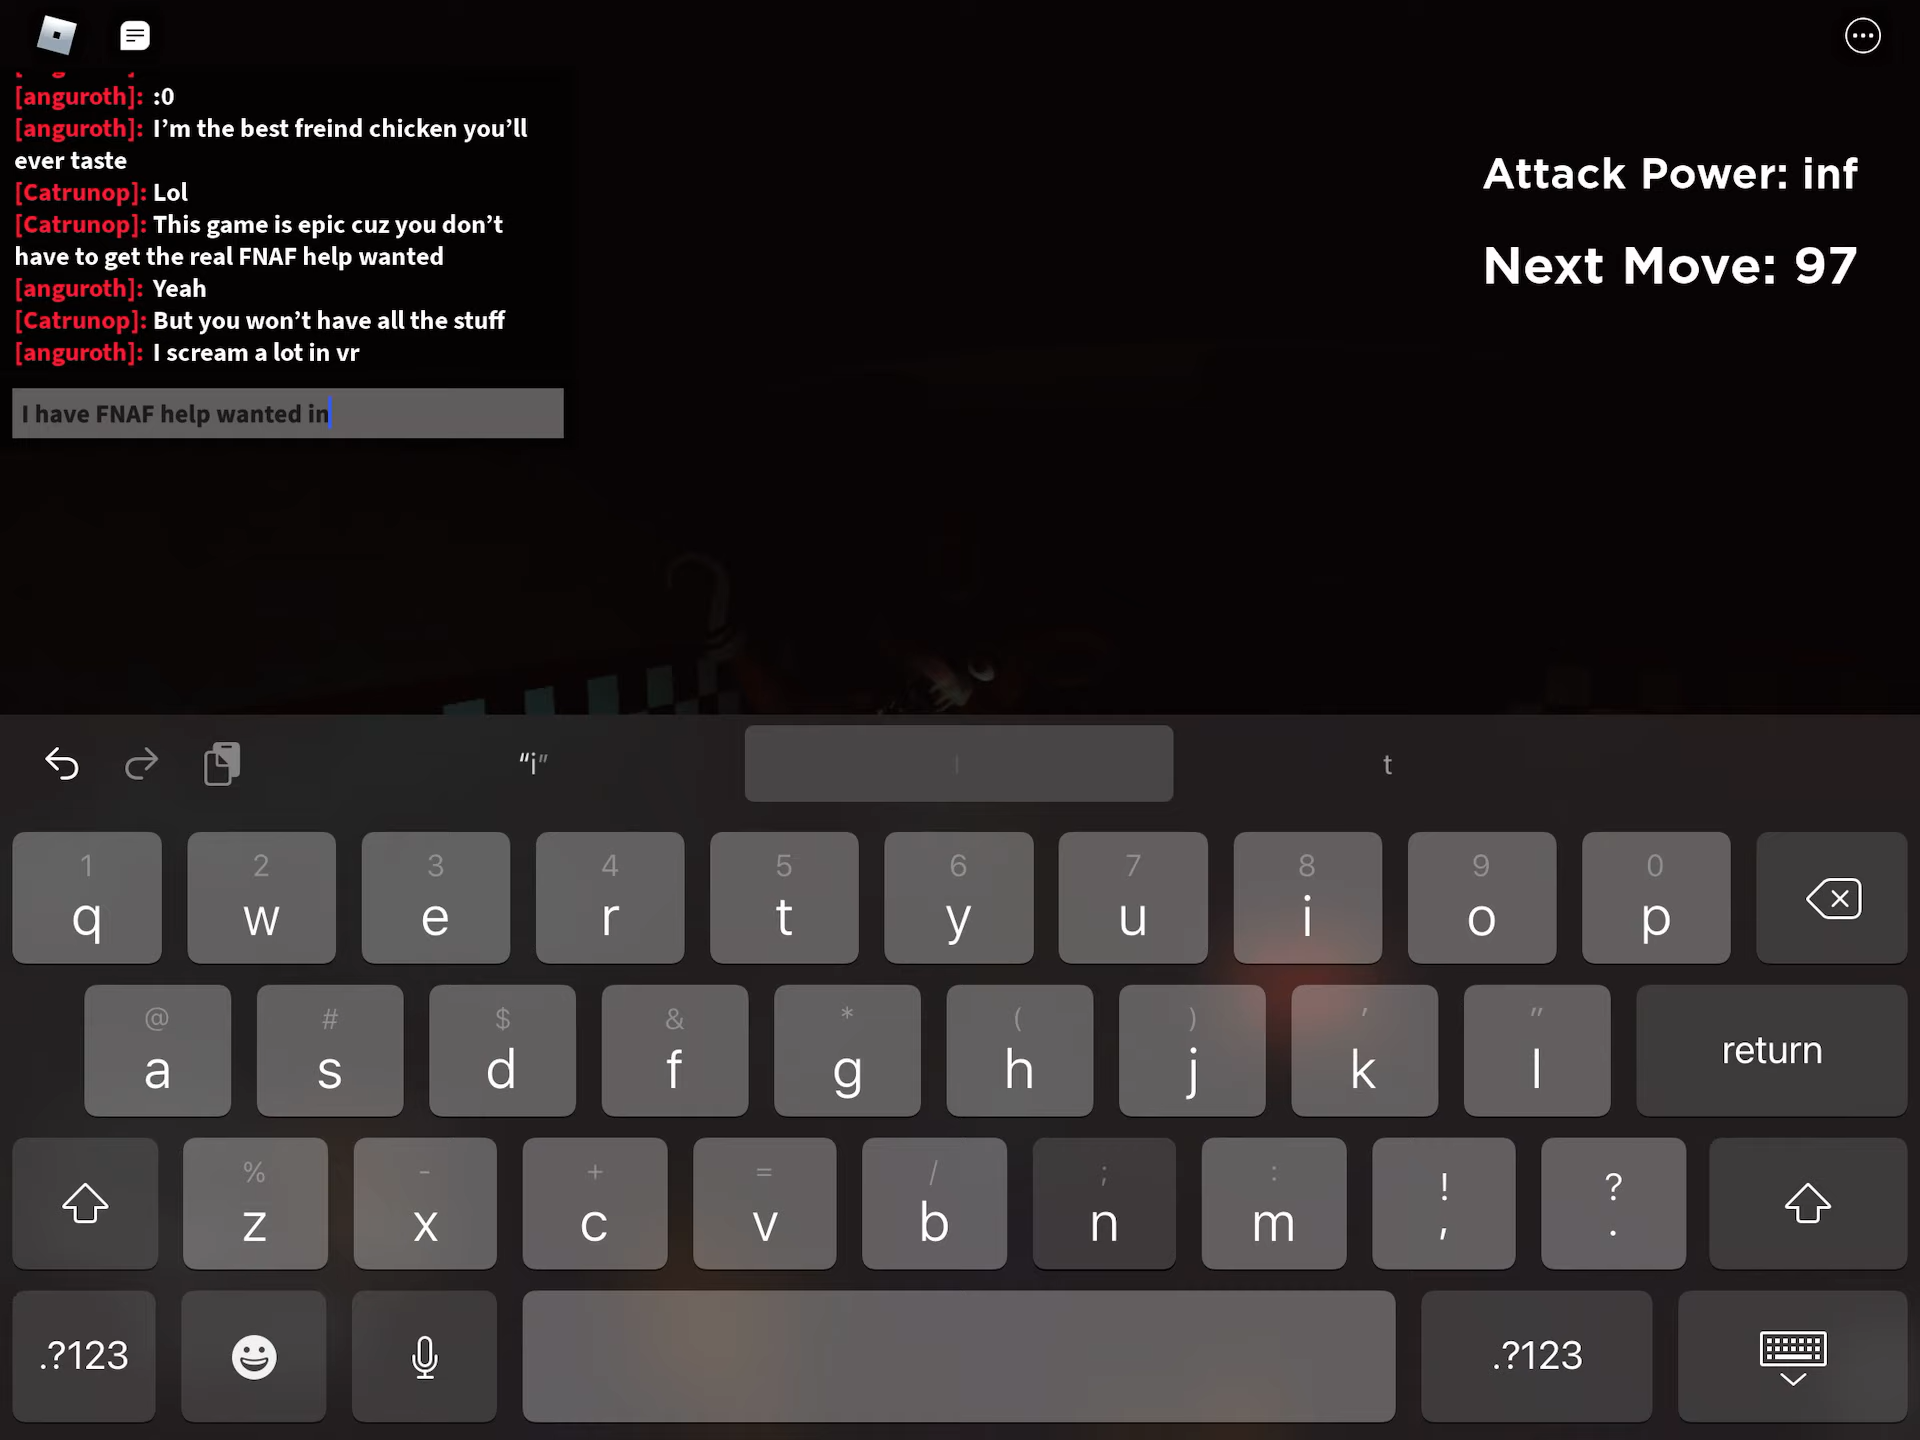 [anguroth]: :0
[anguroth]: I’m the best freind chicken you’ll
ever taste
[Catrunop]: Lol
[Catrunop]: This game is epic cuz you don’t
have to get the real FNAF help wanted
[anguroth]: Yeah
[Catrunop]: But you won’t have all the stuff
[anguroth]: I scream a lot in vr
I have FNAF help wanted in
Attack Power: inf
Next Move: 97
“i” I t
1 2 3 4 5 6 7 8 9 0
q w e r t y u i o p
@ # $ & * ( ) ' "
a s d f g h j k l return
% - + = / ; : ! ?
z x c v b n m , .
.?123 .?123